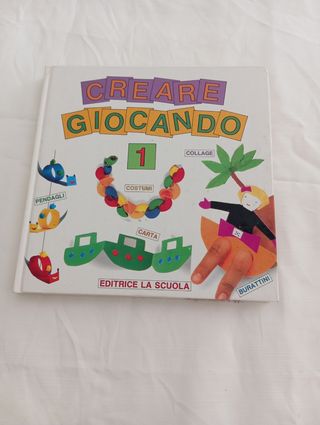 CREARE
GIOCANDO
1
COLLAGE
PENDAGLI
COSTUMI
CARTA
EDITRICE LA SCUOLA
BURATTINI